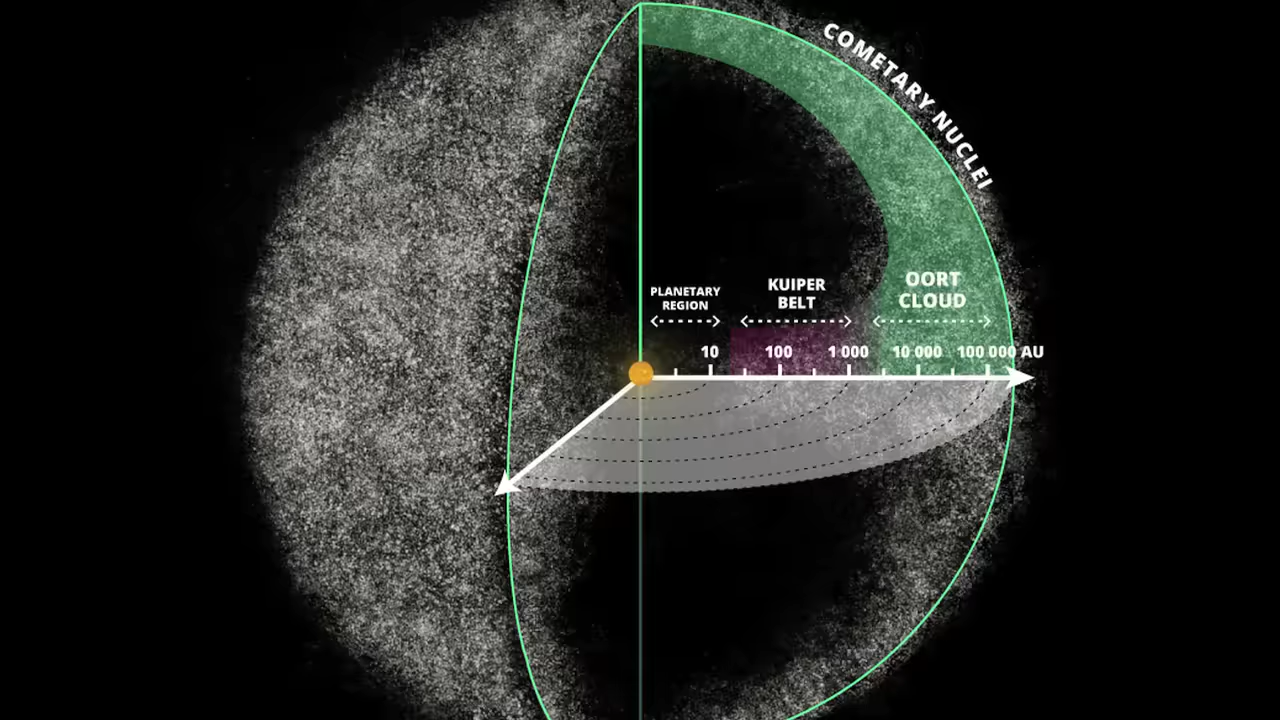 COMETARY NUCLEI
PLANETARY
REGION
KUIPER
BELT
OORT
CLOUD
10 100 1 000 10 000 100 000 AU